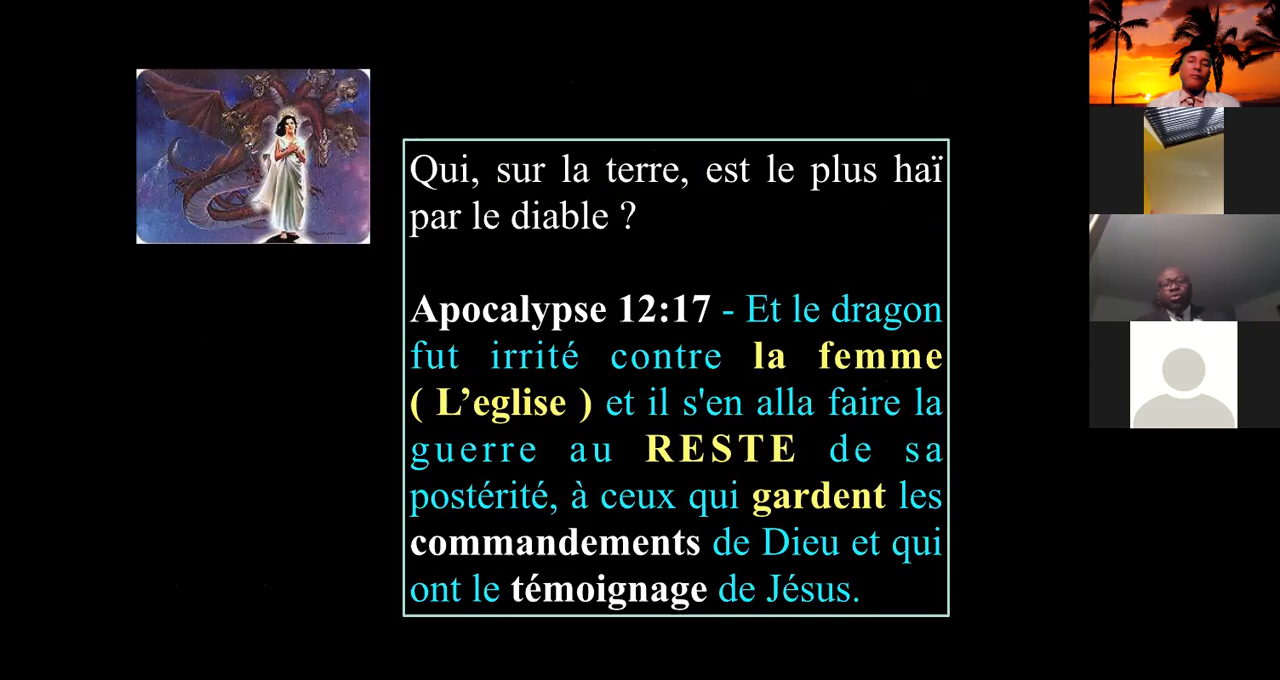 Qui, sur la terre, est le plus haï
par le diable ?
Apocalypse 12:17 - Et le dragon
fut irrité contre la femme
( L’eglise ) et il s'en alla faire la
guerre au RESTE de sa
postérité, à ceux qui gardent les
commandements de Dieu et qui
ont le témoignage de Jésus.